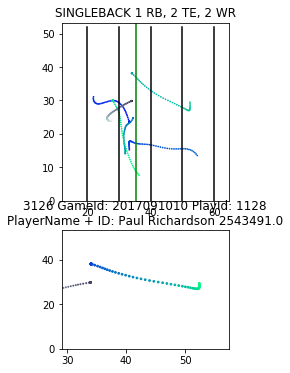 SINGLEBACK 1 RB, 2 TE, 2 WR
50
40
30
20
10
0
20 40 60
3126 GameId: 2017091010 PlayId: 1128
PlayerName + ID: Paul Richardson 2543491.0
40
20
0
30 40 50